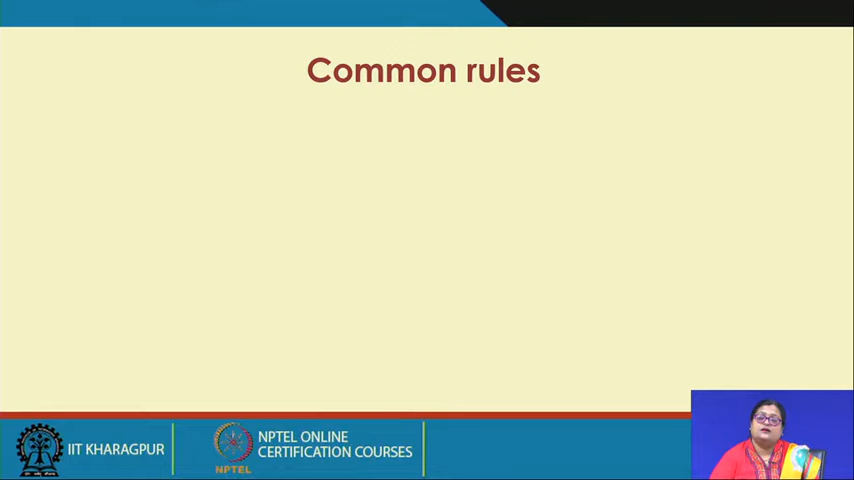 Common rules
IIT KHARAGPUR
NPTEL ONLINE
CERTIFICATION COURSES
NPTEL